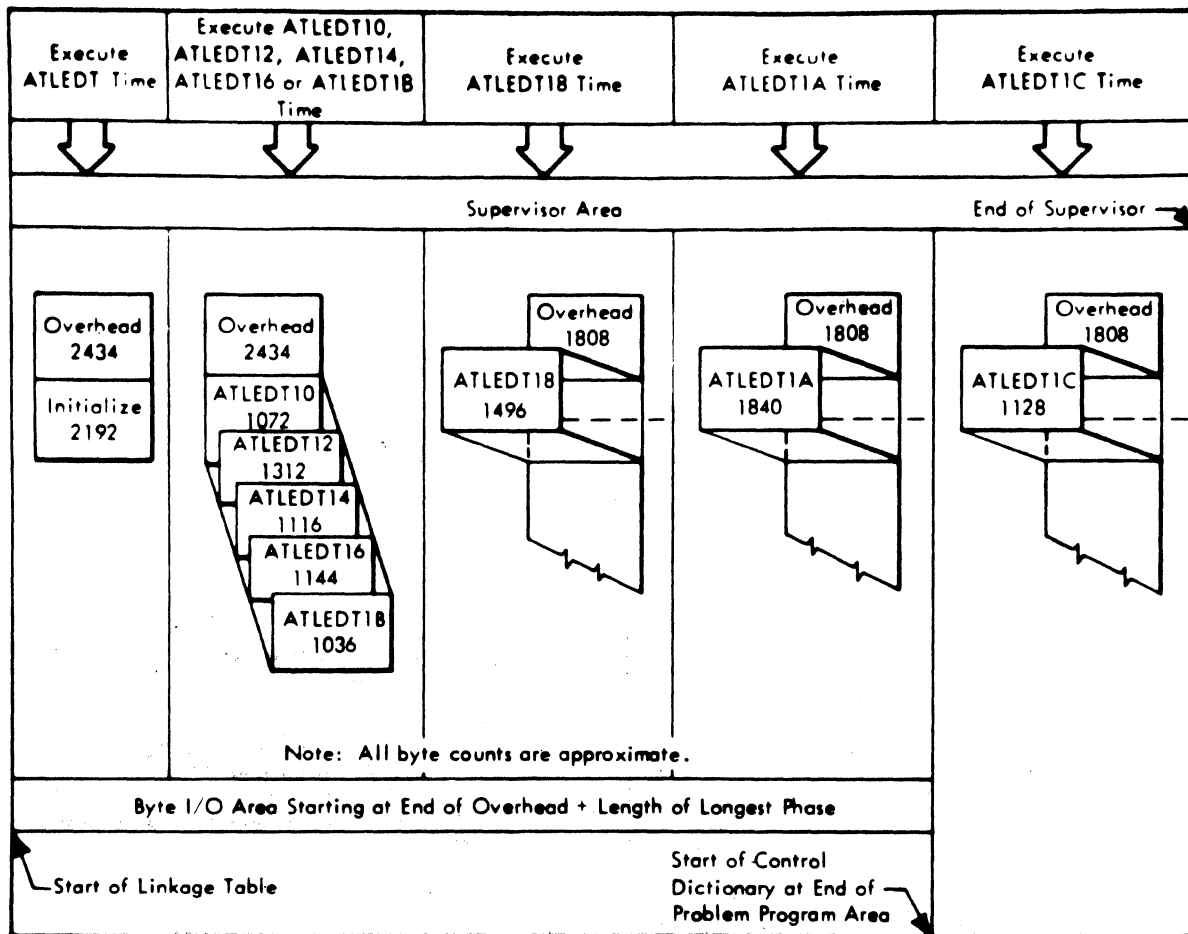 Execute
ATLEDT Time
Execute ATLEDT10,
ATLEDT12, ATLEDT14,
ATLEDT16 or ATLEDT1B
Time
Execute
ATLEDT18 Time
Execute
ATLEDT1A Time
Execute
ATLEDT1C Time
Supervisor Area
End of Supervisor
Overhead
2434
Initialize
2192
Overhead
2434
ATLEDT10
1072
ATLEDT12
1312
ATLEDT14
1116
ATLEDT16
1144
ATLEDT1B
1036
Overhead
1808
ATLEDT18
1496
Overhead
1808
ATLEDT1A
1840
Overhead
1808
ATLEDT1C
1128
Note: All byte counts are approximate.
Byte I/O Area Starting at End of Overhead + Length of Longest Phase
Start of Linkage Table
Start of Control
Dictionary at End of
Problem Program Area